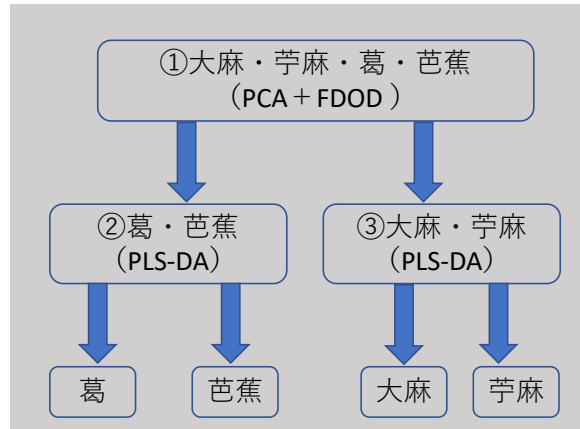 ①大麻・苧麻・葛・芭蕉
（PCA＋FDOD ）
②葛・芭蕉
（PLS-DA）
③大麻・苧麻
（PLS-DA）
葛
芭蕉
大麻
苧麻